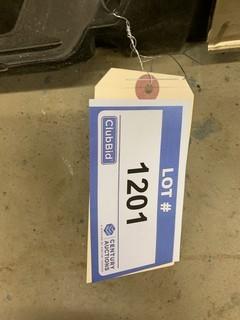 LOT #
1201
ClubBid
CENTURY
AUCTIONS